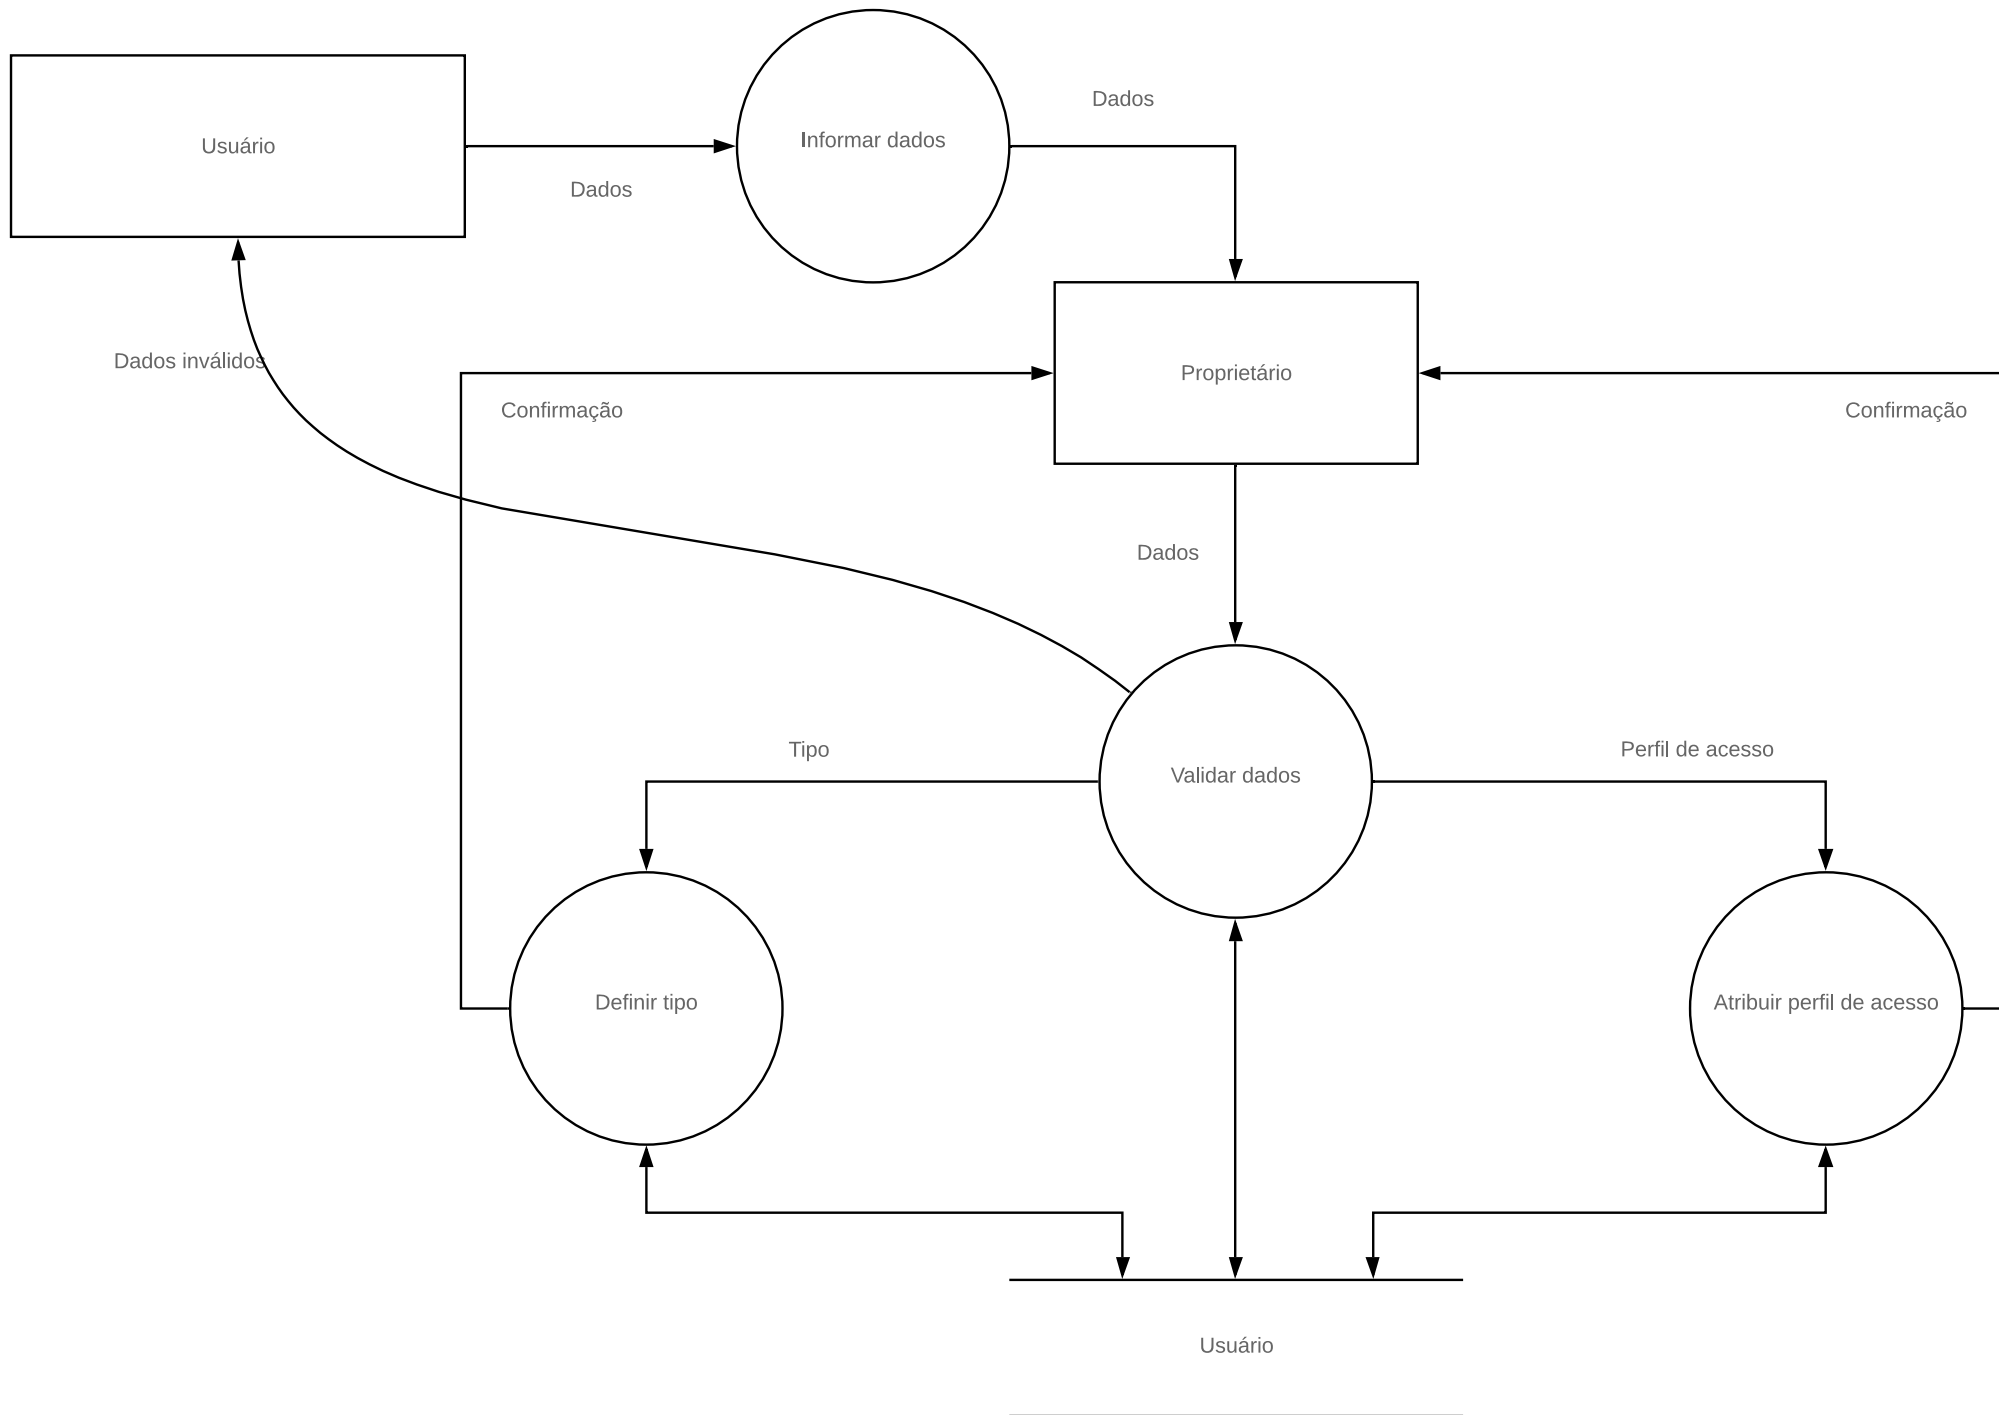 Dados
Informar dados
Usuário
Dados
Dados inválidos
Proprietário
Confirmação
Confirmação
Dados
Tipo
Perfil de acesso
Validar dados
Definir tipo
Atribuir perfil de acesso
Usuário